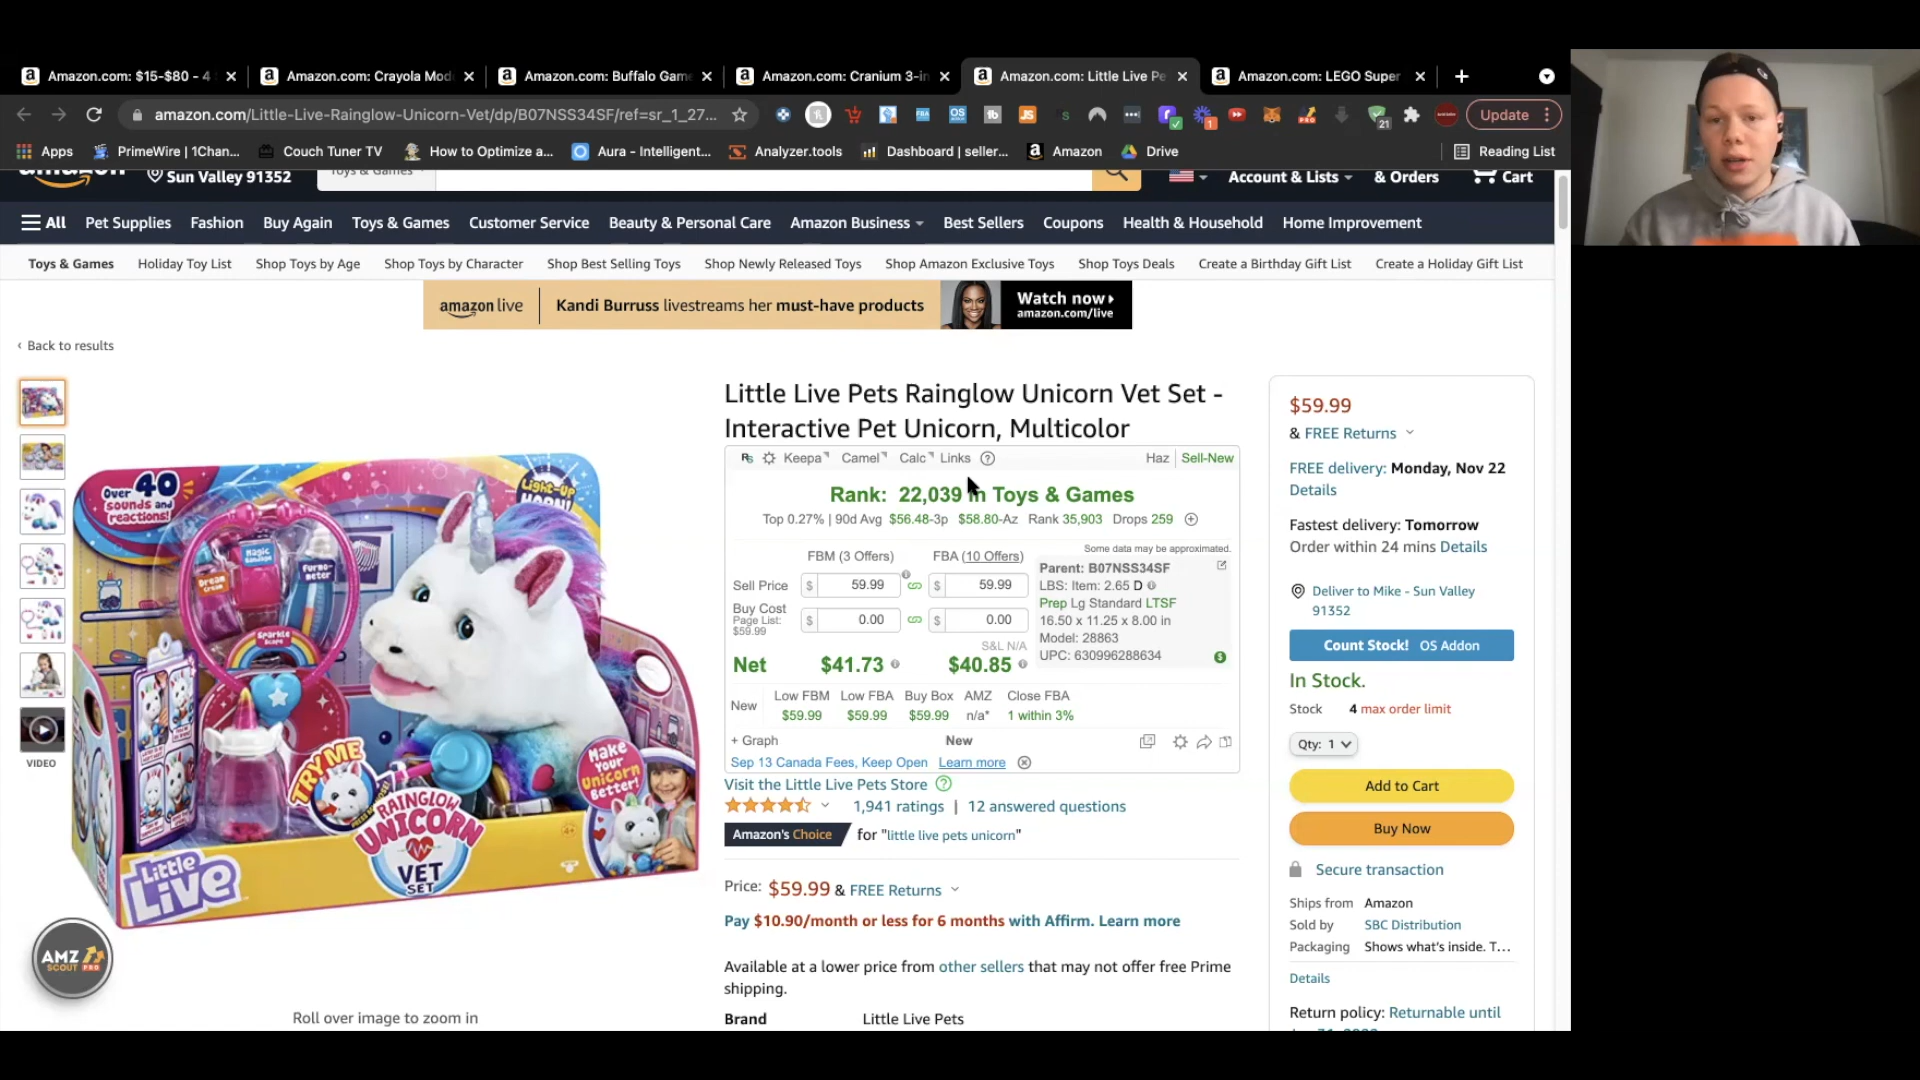 Amazon.com: $15-$80 - 4
Amazon.com: Crayola Mod
Amazon.com: Buffalo Game
Amazon.com: Cranium 3-in
Amazon.com: Little Live Pe
Amazon.com: LEGO Super
amazon.com/Little-Live-Rainglow-Unicorn-Vet/dp/B07NSS34SF/ref=sr_1_27...
Update
Apps
PrimeWire | 1Chan...
Couch Tuner TV
How to Optimize a...
Aura - Intelligent...
Analyzer.tools
Dashboard | seller...
Amazon
Drive
Reading List
Sun Valley 91352
Toys & Games
Account & Lists
& Orders
Cart
All
Pet Supplies
Fashion
Buy Again
Toys & Games
Customer Service
Beauty & Personal Care
Amazon Business
Best Sellers
Coupons
Health & Household
Home Improvement
Toys & Games
Holiday Toy List
Shop Toys by Age
Shop Toys by Character
Shop Best Selling Toys
Shop Newly Released Toys
Shop Amazon Exclusive Toys
Shop Toys Deals
Create a Birthday Gift List
Create a Holiday Gift List
amazon live
Kandi Burruss livestreams her must-have products
Watch now
amazon.com/live
‹ Back to results
VIDEO
Over 40 sounds and reactions!
Light-Up HORN!
Magic Bandage
Dream Cream
Furmo-meter
Sparkle
TRY ME
RAINGLOW
UNICORN
VET
SET
Make Your Unicorn Better!
Little Live
AMZ
SCOUT PRO
Roll over image to zoom in
Little Live Pets Rainglow Unicorn Vet Set -
Interactive Pet Unicorn, Multicolor
Keepa
Camel
Calc
Links
Haz
Sell-New
Rank: 22,039 in Toys & Games
Top 0.27% | 90d Avg $56.48-3p $58.80-Az Rank 35,903 Drops 259
Some data may be approximated.
FBM (3 Offers)
FBA (10 Offers)
Sell Price
$ 59.99
$ 59.99
Buy Cost
Page List:
$59.99
$ 0.00
$ 0.00
S&L N/A
Net
$41.73
$40.85
Parent: B07NSS34SF
LBS: Item: 2.65 D
Prep Lg Standard LTSF
16.50 x 11.25 x 8.00 in
Model: 28863
UPC: 630996288634
Low FBM Low FBA Buy Box AMZ Close FBA
New
$59.99 $59.99 $59.99 n/a* 1 within 3%
+ Graph
New
Sep 13 Canada Fees, Keep Open Learn more
Visit the Little Live Pets Store
1,941 ratings | 12 answered questions
Amazon's Choice for "little live pets unicorn"
Price: $59.99 & FREE Returns
Pay $10.90/month or less for 6 months with Affirm. Learn more
Available at a lower price from other sellers that may not offer free Prime
shipping.
Brand
Little Live Pets
$59.99
& FREE Returns
FREE delivery: Monday, Nov 22
Details
Fastest delivery: Tomorrow
Order within 24 mins Details
Deliver to Mike - Sun Valley
91352
Count Stock! OS Addon
In Stock.
Stock 4 max order limit
Qty: 1
Add to Cart
Buy Now
Secure transaction
Ships from Amazon
Sold by SBC Distribution
Packaging Shows what's inside. T...
Details
Return policy: Returnable until